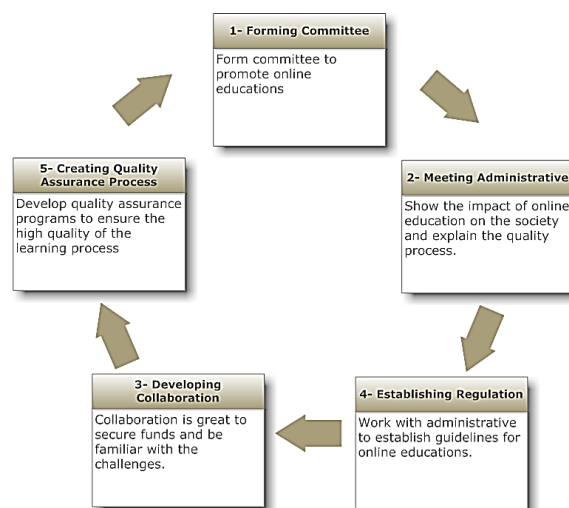 1- Forming Committee
Form committee to
promote online
educations
2- Meeting Administrative
Show the impact of online
education on the society
and explain the quality
process.
4- Establishing Regulation
Work with administrative
to establish guidelines for
online educations.
3- Developing
Collaboration
Collaboration is great to
secure funds and be
familiar with the
challenges.
5- Creating Quality
Assurance Process
Develop quality assurance
programs to ensure the
high quality of the
learning process